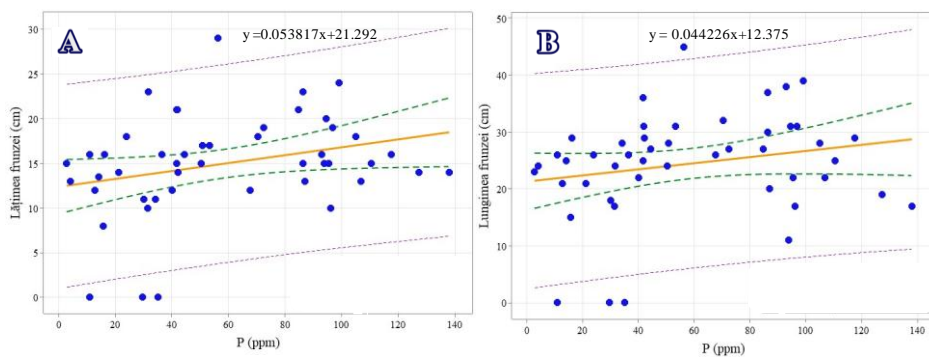 A
y =0.053817x+21.292
Lățimea frunzei (cm)
30
25
20
15
10
5
0
0 20 40 60 80 100 120 140
P (ppm)
B
y = 0.044226x+12.375
Lungimea frunzei (cm)
50
40
30
20
10
0
0 20 40 60 80 100 120 140
P (ppm)